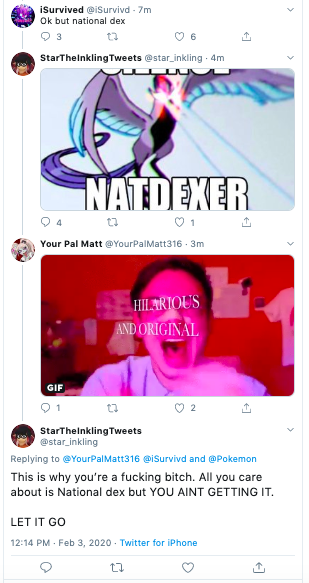 iSurvived @iSurvivd · 7m
Ok but national dex
3 6
StarTheInklingTweets @star_inkling · 4m
SILENCE
NATDEXER
4 1
Your Pal Matt @YourPalMatt316 · 3m
HILARIOUS
AND ORIGINAL
GIF
1 2
StarTheInklingTweets
@star_inkling
Replying to @YourPalMatt316 @iSurvivd and @Pokemon
This is why you’re a fucking bitch. All you care
about is National dex but YOU AINT GETTING IT.
LET IT GO
12:14 PM · Feb 3, 2020 · Twitter for iPhone